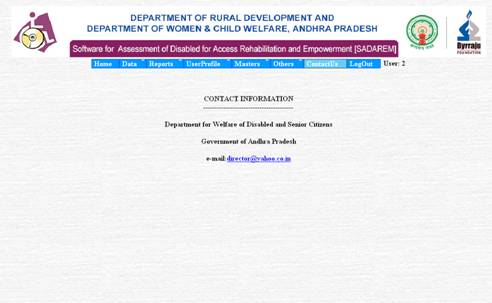 DEPARTMENT OF RURAL DEVELOPMENT AND
DEPARTMENT OF WOMEN & CHILD WELFARE, ANDHRA PRADESH
Software for Assessment of Disabled for Access Rehabilitation and Empowerment [SADAREM]
Byrraju
FOUNDATION
Home Data Reports UserProfile Masters Others ContactUs LogOut User: 2
CONTACT INFORMATION
Department for Welfare of Disabled and Senior Citizens
Government of Andhra Pradesh
e-mail:director@yahoo.co.in